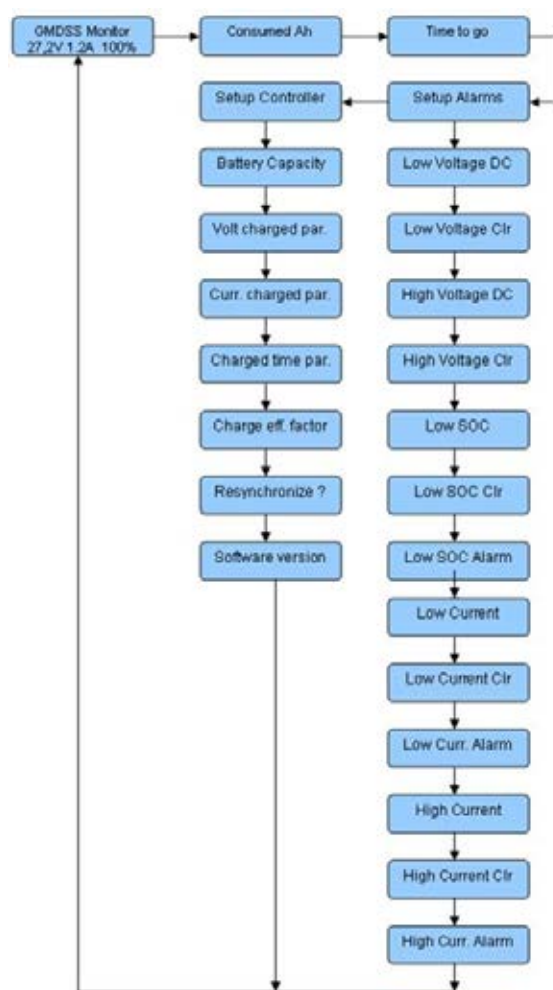 GMDSS Monitor
27,2V 1.2A 100%
Consumed Ah
Time to go
Setup Controller
Setup Alarms
Battery Capacity
Low Voltage DC
Volt charged par.
Low Voltage Clr
Curr. charged par.
High Voltage DC
Charged time par.
High Voltage Clr
Charge eff. factor
Low SOC
Resynchronize ?
Low SOC Clr
Software version
Low SOC Alarm
Low Current
Low Current Clr
Low Curr. Alarm
High Current
High Current Clr
High Curr. Alarm